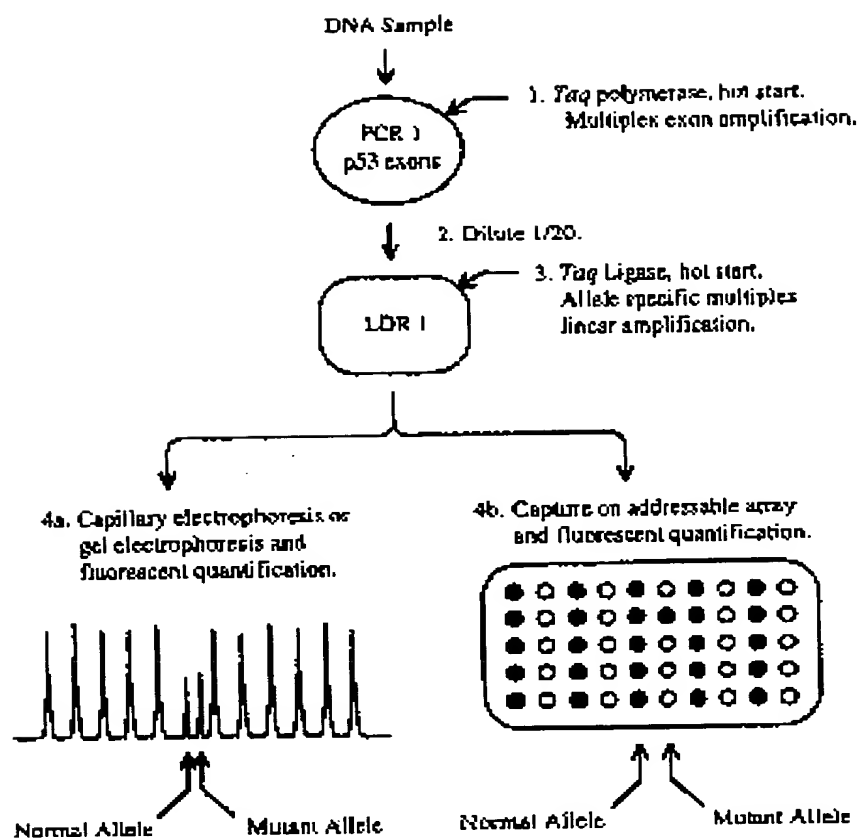 DNA Sample
1. Taq polymerase, hot start.
Multiplex exon amplification.
PCR 1
p53 exons
2. Dilute 1/20.
3. Taq Ligase, hot start.
Allele specific multiplex
linear amplification.
LDR 1
4a. Capillary electrophoresis or
gel electrophoresis and
fluorescent quantification.
4b. Capture on addressable array
and fluorescent quantification.
Normal Allele
Mutant Allele
Normal Allele
Mutant Allele